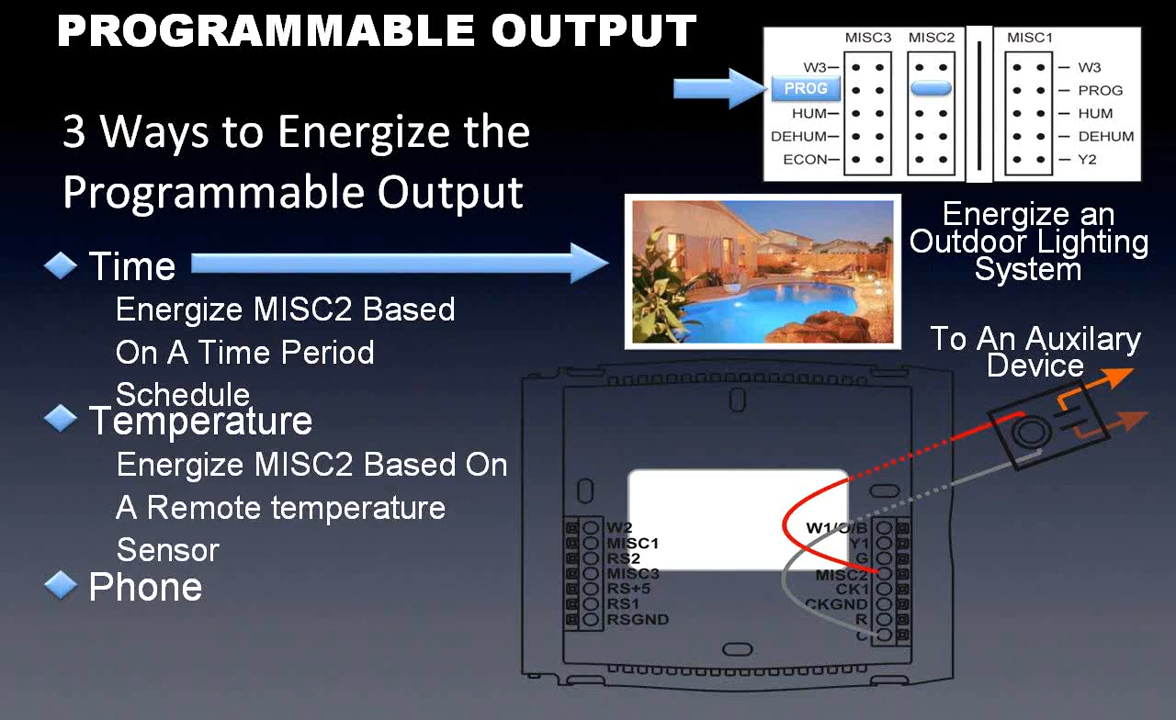 PROGRAMMABLE OUTPUT
3 Ways to Energize the
Programmable Output
Time
Energize MISC2 Based
On A Time Period
Schedule
Temperature
Energize MISC2 Based On
A Remote temperature
Sensor
Phone
MISC3 MISC2 MISC1
W3 W3
PROG PROG
HUM HUM
DEHUM DEHUM
ECON Y2
Energize an
Outdoor Lighting
System
To An Auxilary
Device
W2
MISC1
RS2
MISC3
RS+5
RS1
RSGND
W1/O/B
Y1
G
MISC2
CK1
CKGND
R
C